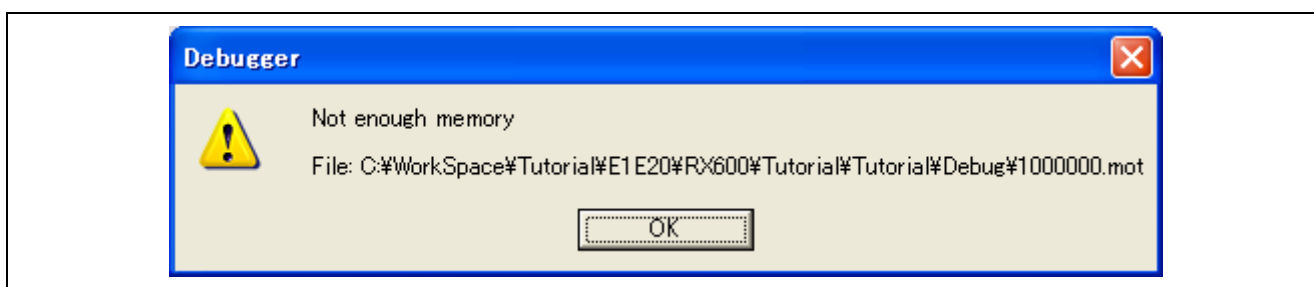 Debugger
Not enough memory
File: C:¥WorkSpace¥Tutorial¥E1E20¥RX600¥Tutorial¥Tutorial¥Debug¥1000000.mot
OK